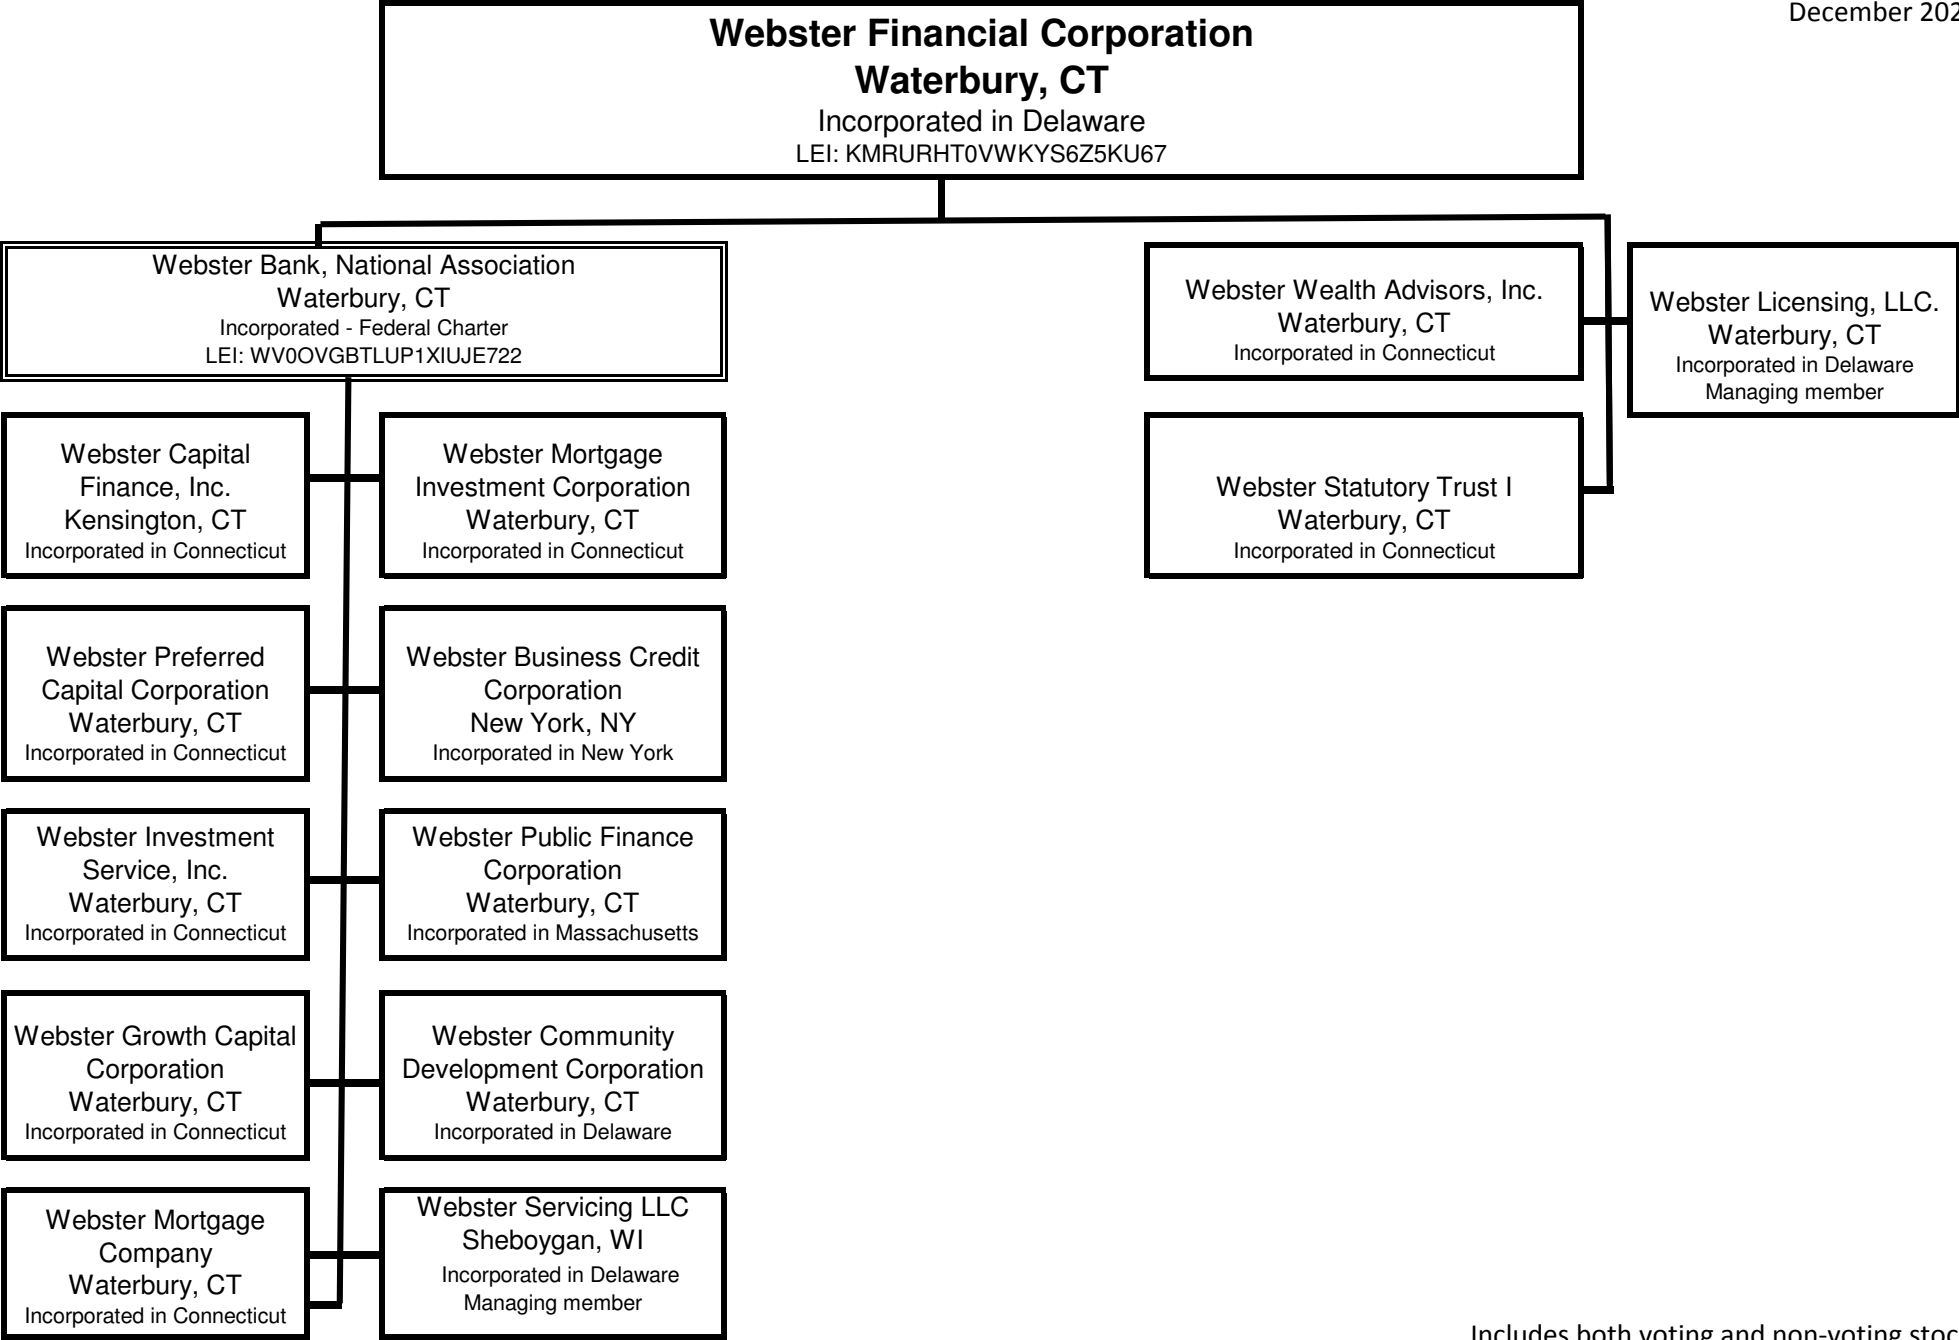 December 202
Webster Financial Corporation
Waterbury, CT
Incorporated in Delaware
LEI: KMRURHT0VWKYS6Z5KU67
Webster Bank, National Association
Waterbury, CT
Incorporated - Federal Charter
LEI: WV0OVGBTLUP1XIUJE722
Webster Wealth Advisors, Inc.
Waterbury, CT
Incorporated in Connecticut
Webster Licensing, LLC.
Waterbury, CT
Incorporated in Delaware
Managing member
Webster Capital
Finance, Inc.
Kensington, CT
Incorporated in Connecticut
Webster Mortgage
Investment Corporation
Waterbury, CT
Incorporated in Connecticut
Webster Statutory Trust I
Waterbury, CT
Incorporated in Connecticut
Webster Preferred
Capital Corporation
Waterbury, CT
Incorporated in Connecticut
Webster Business Credit
Corporation
New York, NY
Incorporated in New York
Webster Investment
Service, Inc.
Waterbury, CT
Incorporated in Connecticut
Webster Public Finance
Corporation
Waterbury, CT
Incorporated in Massachusetts
Webster Growth Capital
Corporation
Waterbury, CT
Incorporated in Connecticut
Webster Community
Development Corporation
Waterbury, CT
Incorporated in Delaware
Webster Mortgage
Company
Waterbury, CT
Incorporated in Connecticut
Webster Servicing LLC
Sheboygan, WI
Incorporated in Delaware
Managing member
Includes both voting and non-voting stoc